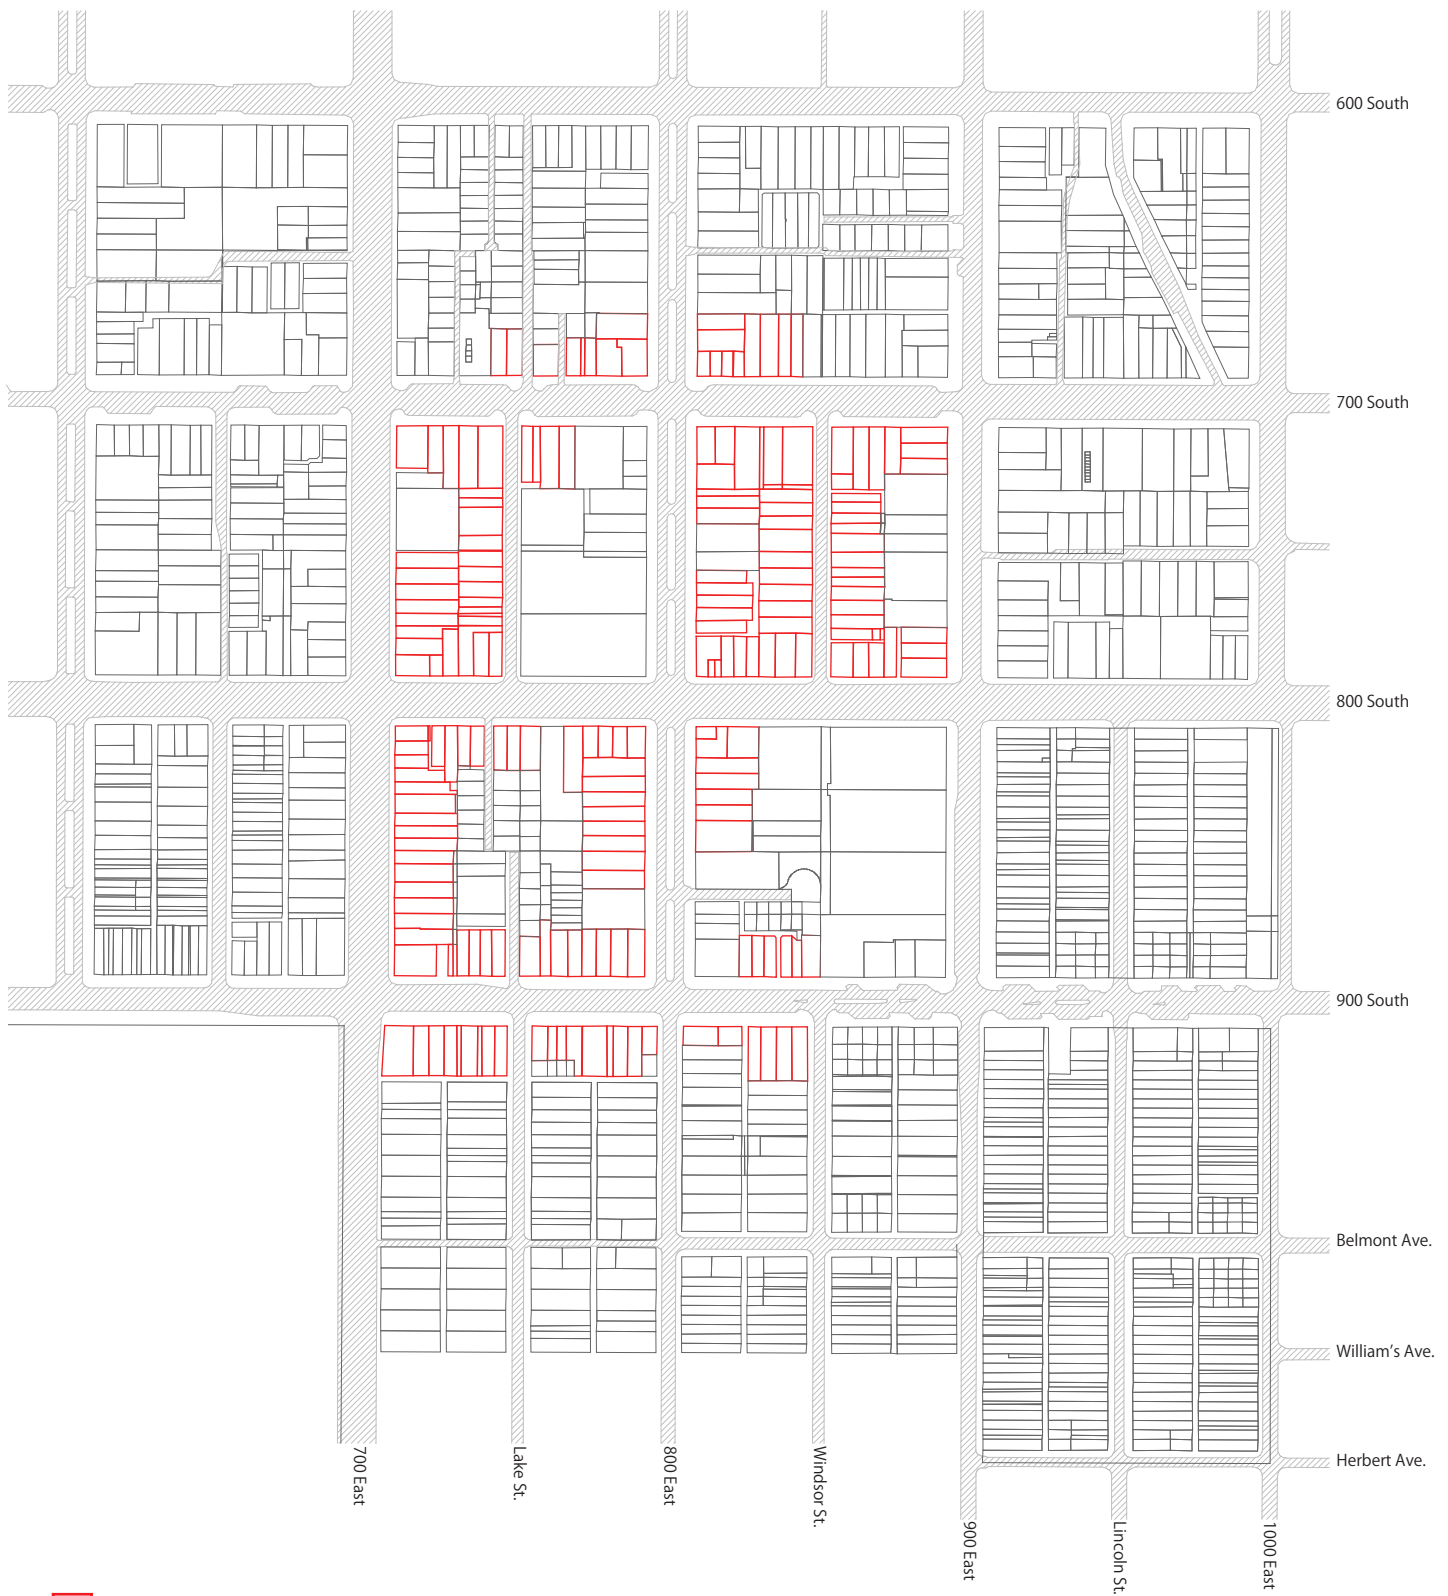 600 South
700 South
800 South
900 South
Belmont Ave.
William's Ave.
Herbert Ave.
700 East
Lake St.
800 East
Windsor St.
900 East
Lincoln St.
1000 East